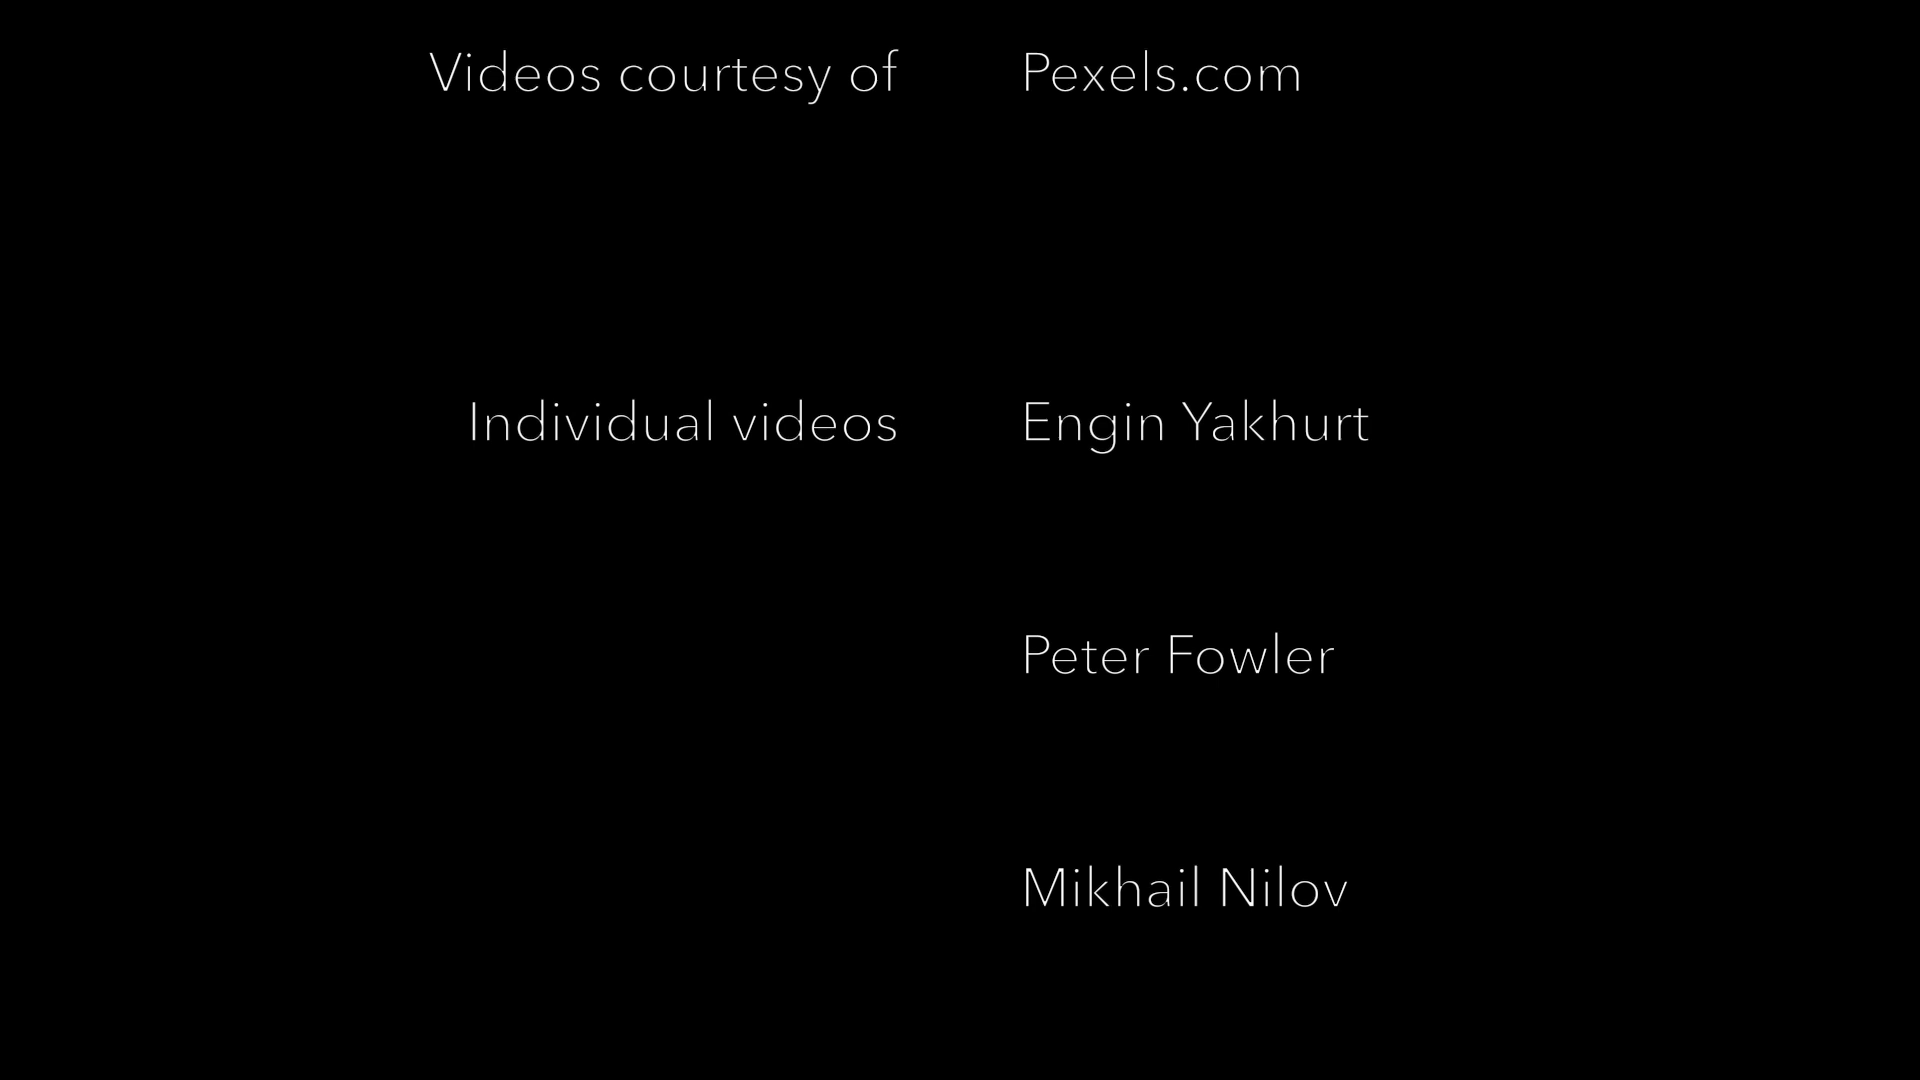 Videos courtesy of Pexels.com
Individual videos Engin Yakhurt
Peter Fowler
Mikhail Nilov